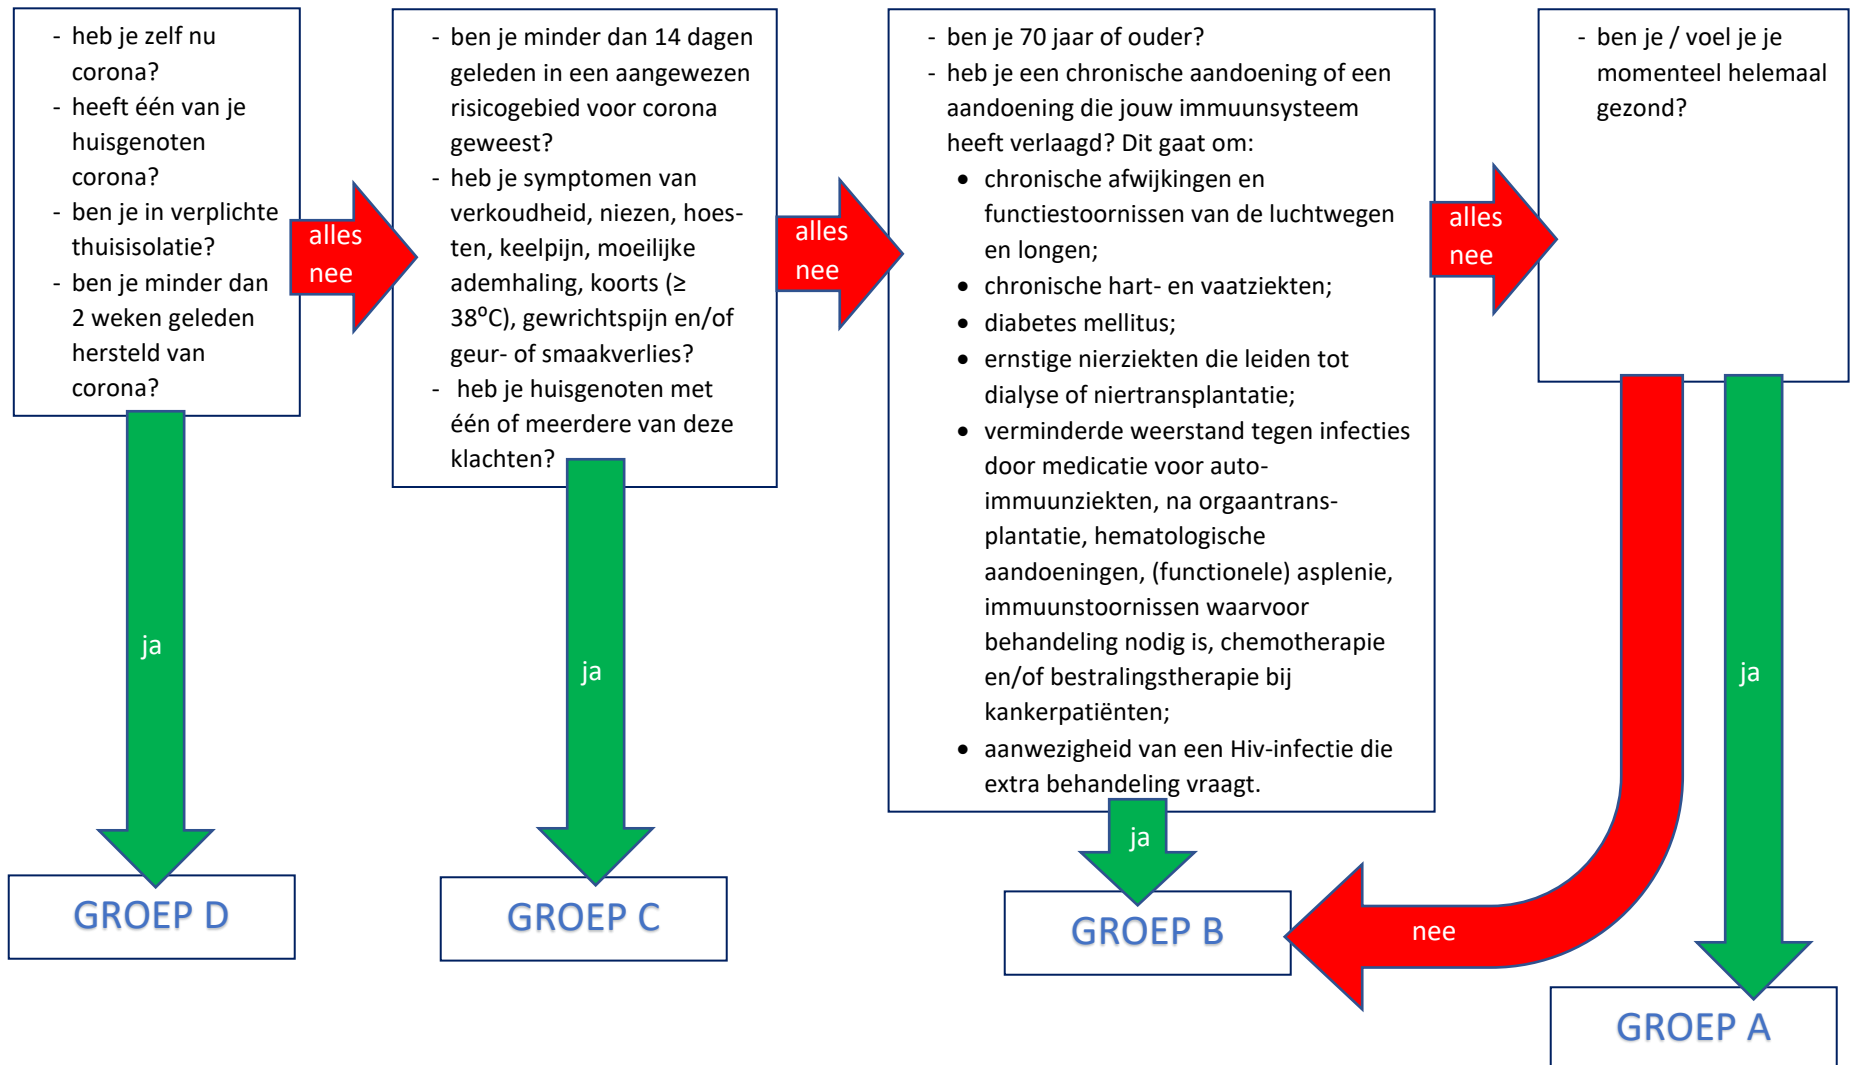 - heb je zelf nu
corona?
- heeft één van je
huisgenoten
corona?
- ben je in verplichte
thuisisolatie?
- ben je minder dan
2 weken geleden
hersteld van
corona?
alles
nee
- ben je minder dan 14 dagen
geleden in een aangewezen
risicogebied voor corona
geweest?
- heb je symptomen van
verkoudheid, niezen, hoes-
ten, keelpijn, moeilijke
ademhaling, koorts (≥
38⁰C), gewrichtspijn en/of
geur- of smaakverlies?
- heb je huisgenoten met
één of meerdere van deze
klachten?
alles
nee
- ben je 70 jaar of ouder?
- heb je een chronische aandoening of een
aandoening die jouw immuunsysteem
heeft verlaagd? Dit gaat om:
• chronische afwijkingen en
functiestoornissen van de luchtwegen
en longen;
• chronische hart- en vaatziekten;
• diabetes mellitus;
• ernstige nierziekten die leiden tot
dialyse of niertransplantatie;
• verminderde weerstand tegen infecties
door medicatie voor auto-
immuunziekten, na orgaantrans-
plantatie, hematologische
aandoeningen, (functionele) asplenie,
immuunstoornissen waarvoor
behandeling nodig is, chemotherapie
en/of bestralingstherapie bij
kankerpatiënten;
• aanwezigheid van een Hiv-infectie die
extra behandeling vraagt.
alles
nee
- ben je / voel je je
momenteel helemaal
gezond?
ja
ja
ja
ja
nee
GROEP D
GROEP C
GROEP B
GROEP A